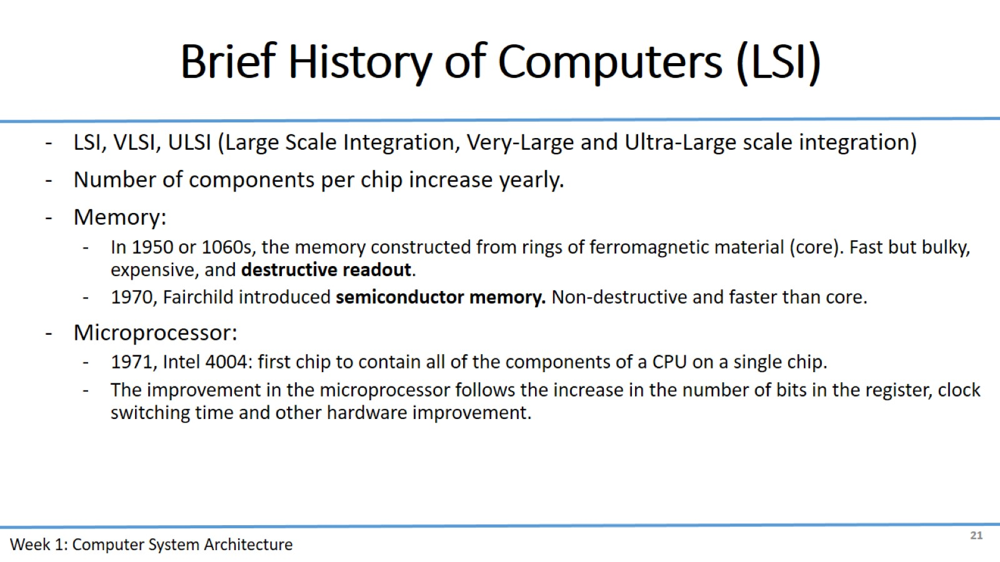 Brief History of Computers (LSI)
- LSI, VLSI, ULSI (Large Scale Integration, Very-Large and Ultra-Large scale integration)
- Number of components per chip increase yearly.
- Memory:
- In 1950 or 1060s, the memory constructed from rings of ferromagnetic material (core). Fast but bulky,
expensive, and destructive readout.
- 1970, Fairchild introduced semiconductor memory. Non-destructive and faster than core.
- Microprocessor:
- 1971, Intel 4004: first chip to contain all of the components of a CPU on a single chip.
- The improvement in the microprocessor follows the increase in the number of bits in the register, clock
switching time and other hardware improvement.
21
Week 1: Computer System Architecture